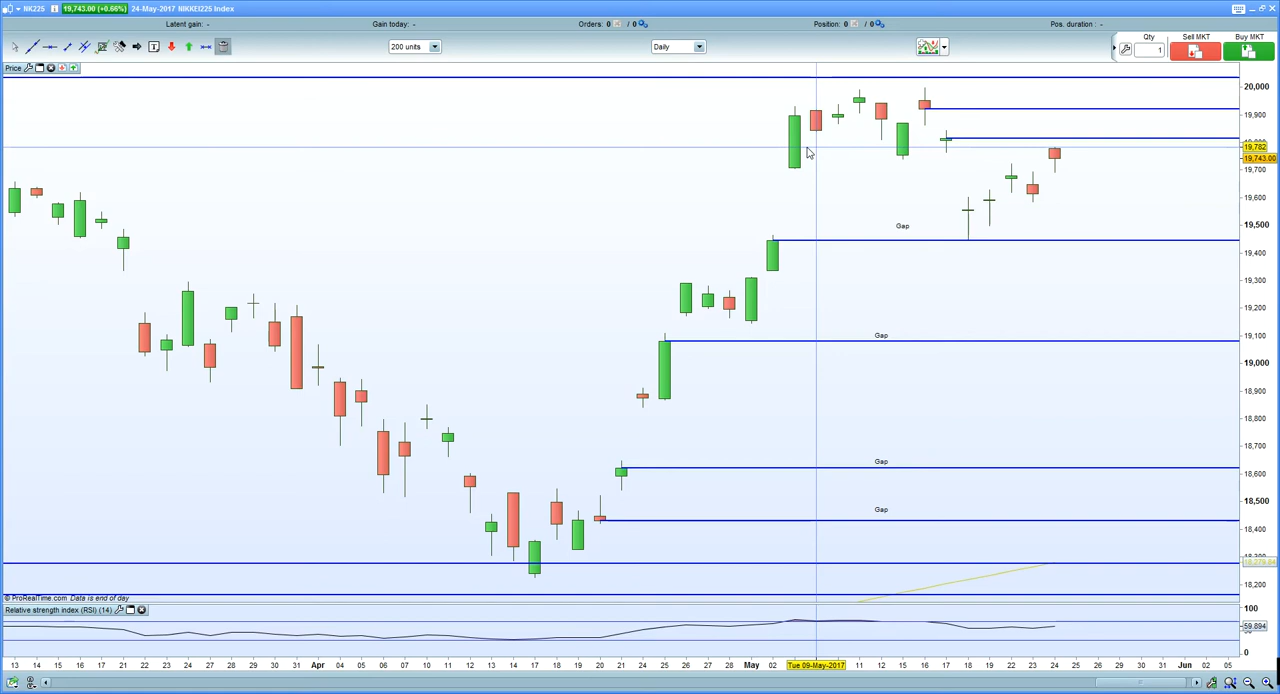 NK225 19,743.00 (+0.66%) 24-May-2017 NIKKEI225 Index
Latent gain: - Gain today: - Orders: 0 / 0 Position: 0 / 0 Pos. duration : -
200 units Daily Qty Sell MKT Buy MKT
1
Price
20,000
19,900
19,782
19,743.00
19,700
19,600
Gap
19,500
19,400
19,300
19,200
Gap
19,100
19,000
18,900
18,800
18,700
Gap
18,600
Gap
18,500
18,400
18,300
18,200
© ProRealTime.com Data is end of day
Relative strength index (RSI) (14)
100
59.894
0
13 14 15 16 17 21 22 23 24 27 28 29 30 31 Apr 04 05 06 07 10 11 12 13 14 17 18 19 20 21 24 25 26 27 28 May 02 Tue 09-May-2017 11 12 15 16 17 18 19 22 23 24 25 26 29 30 31 Jun 02 05